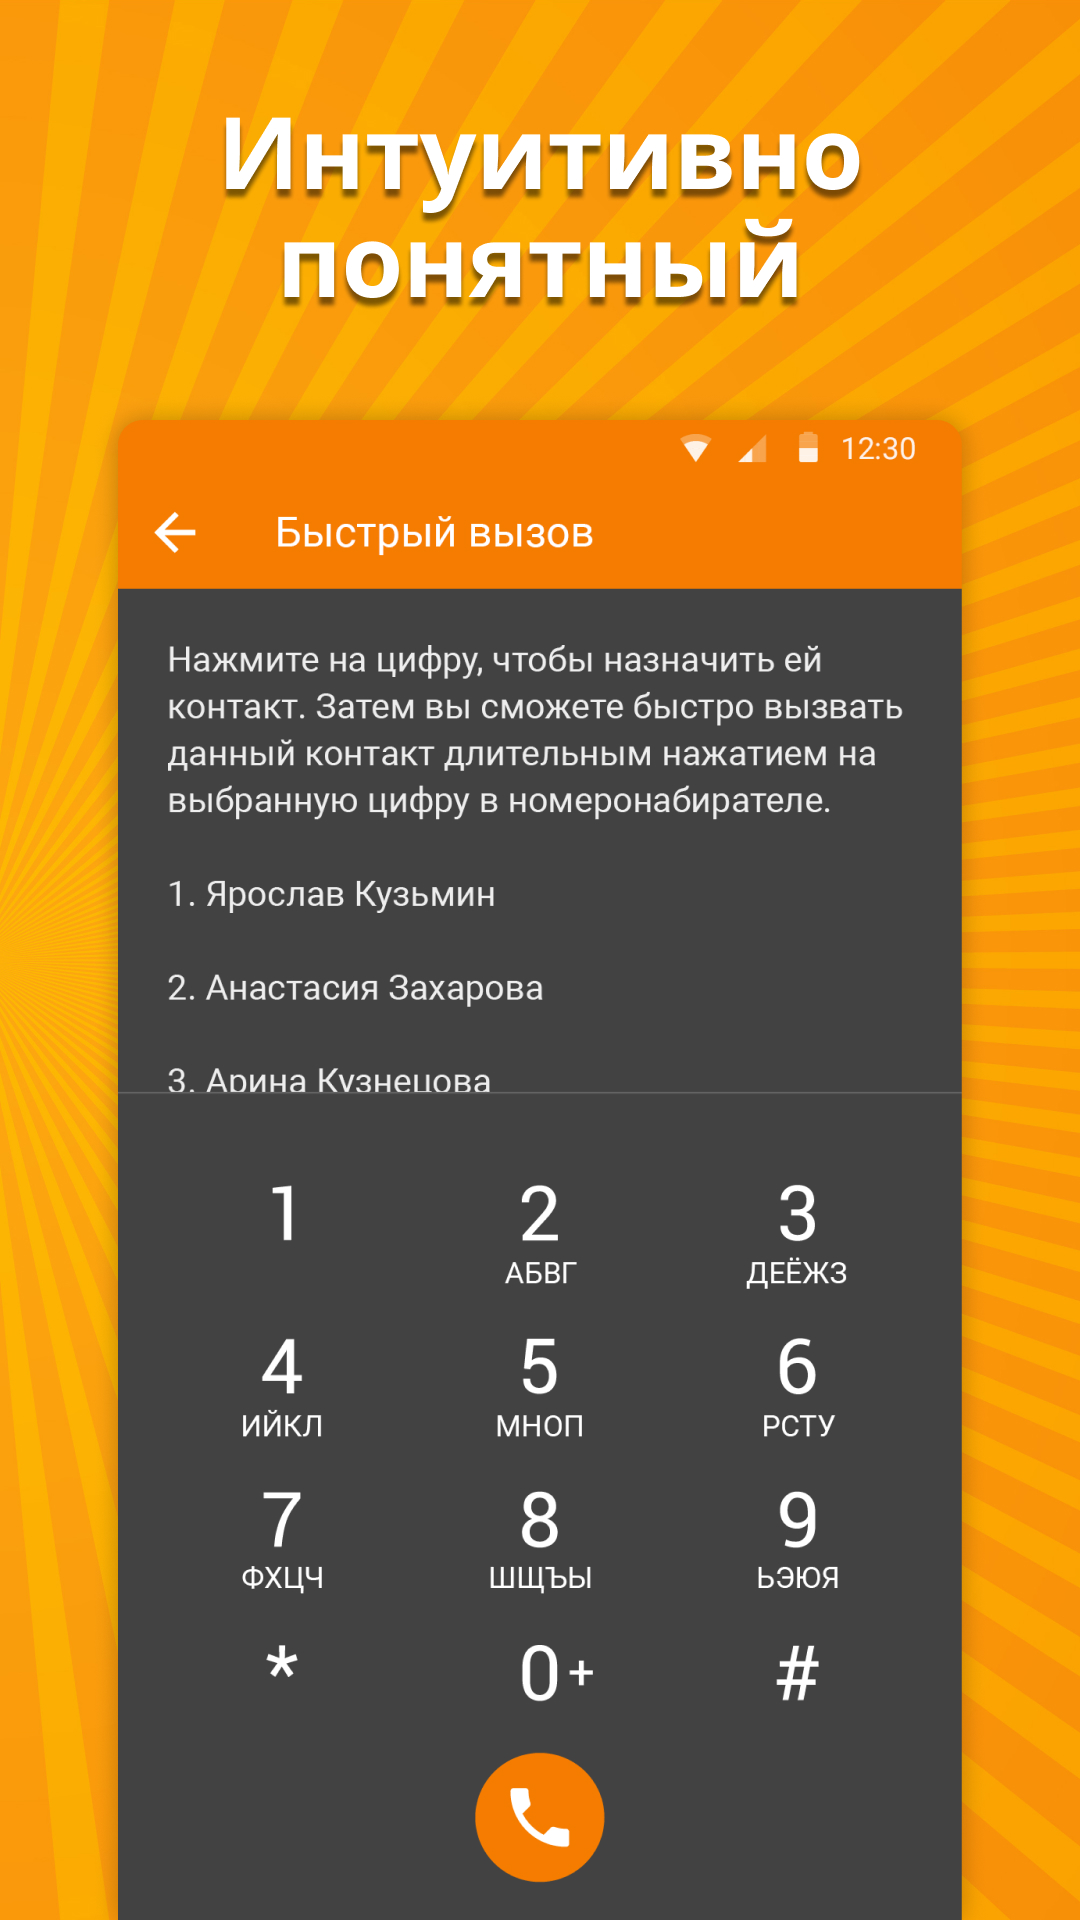 Интуитивно
понятный
12:30
Быстрый вызов
Нажмите на цифру, чтобы назначить ей
контакт. Затем вы сможете быстро вызвать
данный контакт длительным нажатием на
выбранную цифру в номеронабирателе.
1. Ярослав Кузьмин
2. Анастасия Захарова
3. Арина Кузнецова
1 2 3
АБВГ ДЕЁЖЗ
4 5 6
ИЙКЛ МНОП РСТУ
7 8 9
ФХЦЧ ШЩЪЫ ЬЭЮЯ
* 0 + #